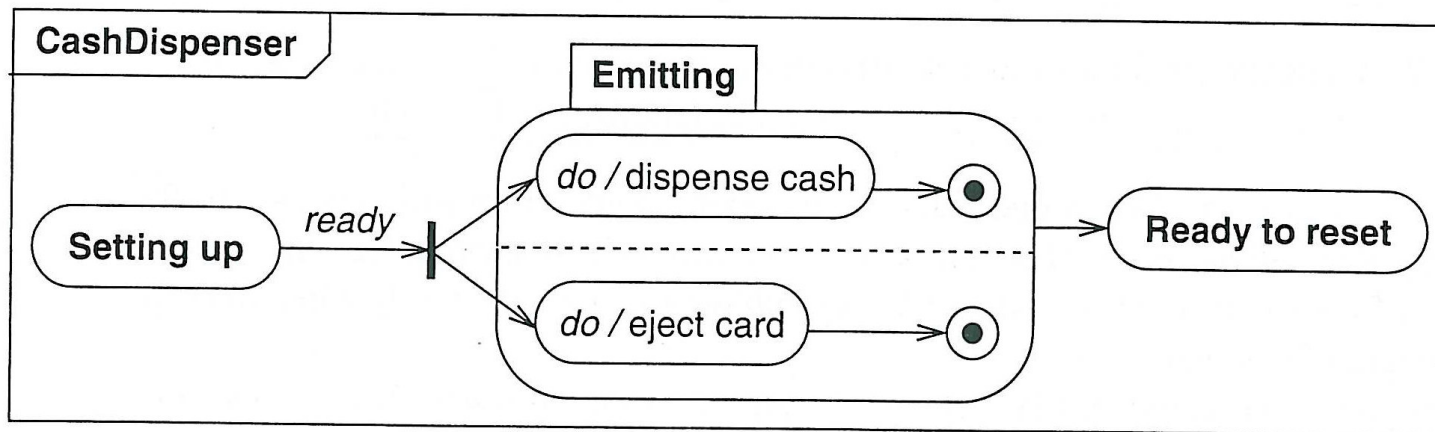 CashDispenser
Emitting
do / dispense cash
ready
Setting up
Ready to reset
do / eject card